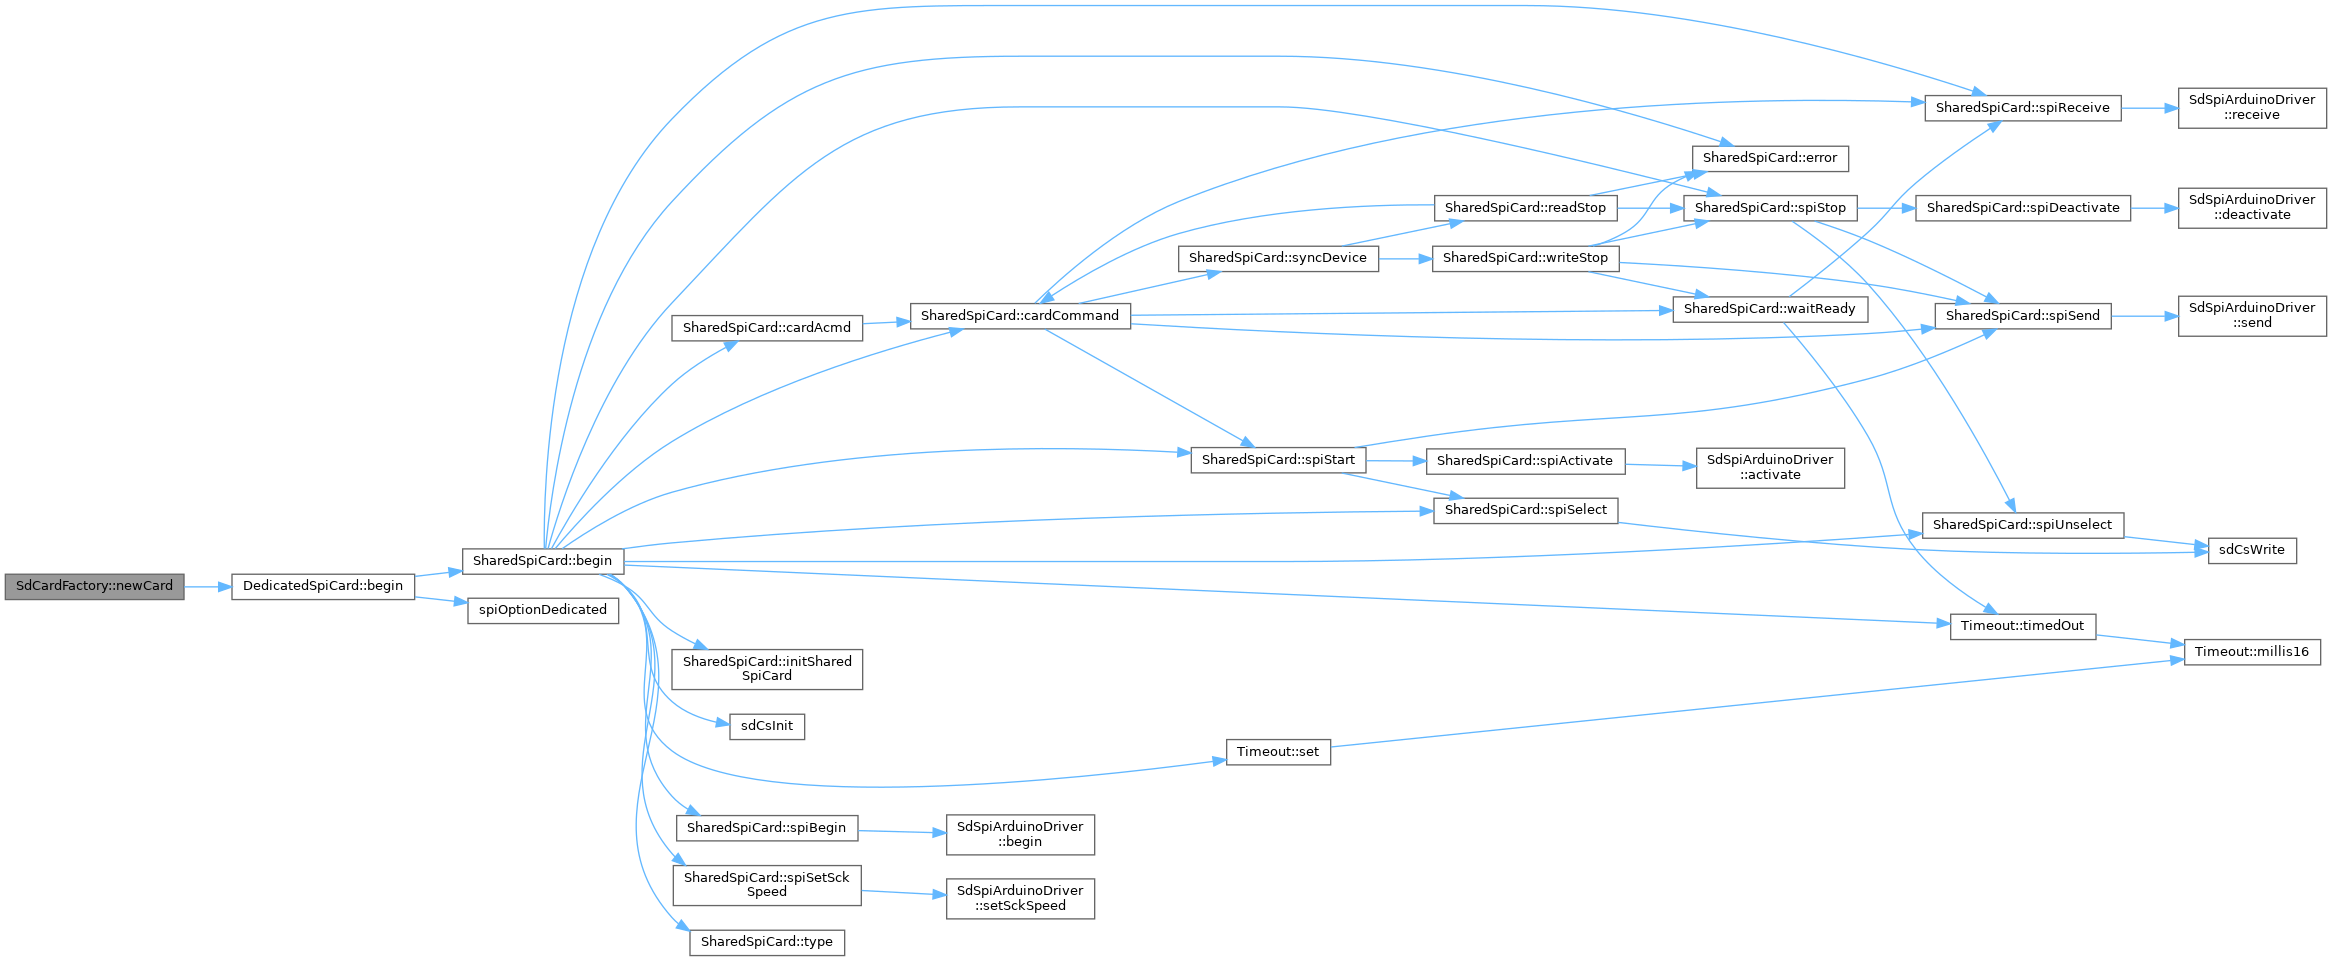 SdCardFactory::newCard
DedicatedSpiCard::begin
SharedSpiCard::begin
spiOptionDedicated
SharedSpiCard::cardAcmd
SharedSpiCard::cardCommand
SharedSpiCard::syncDevice
SharedSpiCard::readStop
SharedSpiCard::writeStop
SharedSpiCard::error
SharedSpiCard::spiStop
SharedSpiCard::waitReady
SharedSpiCard::spiReceive
SdSpiArduinoDriver
::receive
SharedSpiCard::spiDeactivate
SdSpiArduinoDriver
::deactivate
SharedSpiCard::spiSend
SdSpiArduinoDriver
::send
SharedSpiCard::spiStart
SharedSpiCard::spiActivate
SdSpiArduinoDriver
::activate
SharedSpiCard::spiSelect
SharedSpiCard::spiUnselect
sdCsWrite
Timeout::timedOut
Timeout::millis16
SharedSpiCard::initShared
SpiCard
sdCsInit
Timeout::set
SharedSpiCard::spiBegin
SdSpiArduinoDriver
::begin
SharedSpiCard::spiSetSck
Speed
SdSpiArduinoDriver
::setSckSpeed
SharedSpiCard::type